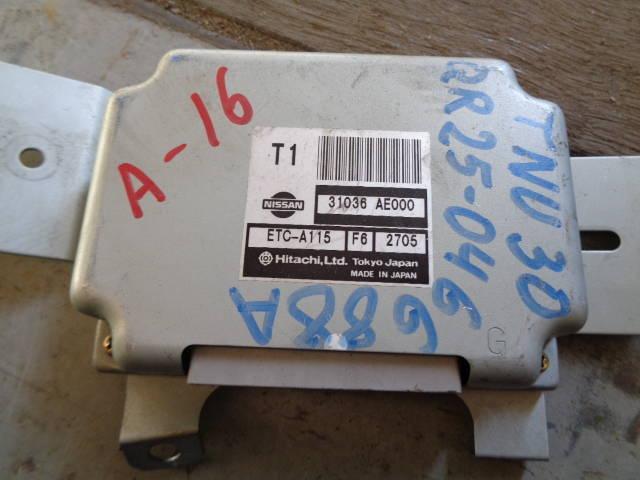 A-16
T1
NISSAN
31036 AE000
ETC-A115 F6 2705
Hitachi, Ltd. Tokyo Japan
MADE IN JAPAN
TNU30
QR25-046
688A
G